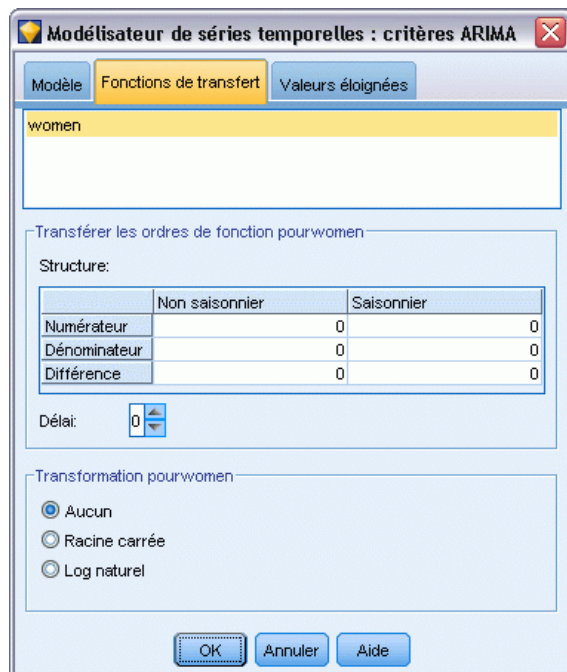 Modélisateur de séries temporelles : critères ARIMA
Modèle Fonctions de transfert Valeurs éloignées
women
Transférer les ordres de fonction pourwomen
Structure:
Non saisonnier Saisonnier
Numérateur 0 0
Dénominateur 0 0
Différence 0 0
Délai: 0
Transformation pourwomen
Aucun
Racine carrée
Log naturel
OK Annuler Aide